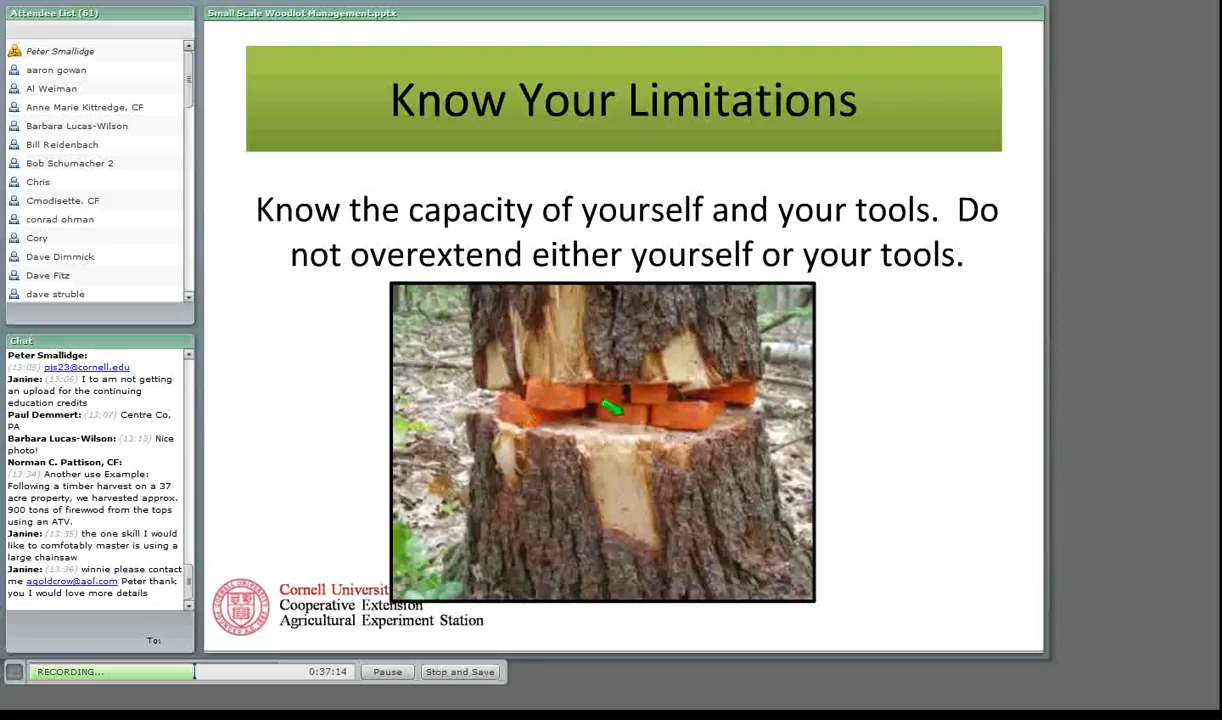 Attendee List (61)
Peter Smallidge
aaron gowan
Al Weiman
Anne Marie Kittredge, CF
Barbara Lucas-Wilson
Bill Reidenbach
Bob Schumacher 2
Chris
Cmodisette, CF
conrad ohman
Cory
Dave Dimmick
Dave Fitz
dave struble
Chat
Peter Smallidge:
(13:05) pjs23@cornell.edu
Janine: (13:06) I to am not getting
an upload for the continuing
education credits
Paul Demmert: (13:07) Centre Co,
PA
Barbara Lucas-Wilson: (13:13) Nice
photo!
Norman C. Pattison, CF:
(13:34) Another use Example:
Following a timber harvest on a 37
acre property, we harvested approx.
900 tons of firewod from the tops
using an ATV.
Janine: (13:35) the one skill I would
like to comfotably master is using a
large chainsaw
Janine: (13:36) winnie please contact
me agoldcrow@aol.com Peter thank
you I would love more details
To:
Small Scale Woodlot Management.pptx
Know Your Limitations
Know the capacity of yourself and your tools. Do
not overextend either yourself or your tools.
Cornell Universit
Cooperative Extension
Agricultural Experiment Station
RECORDING...
0:37:14
Pause
Stop and Save